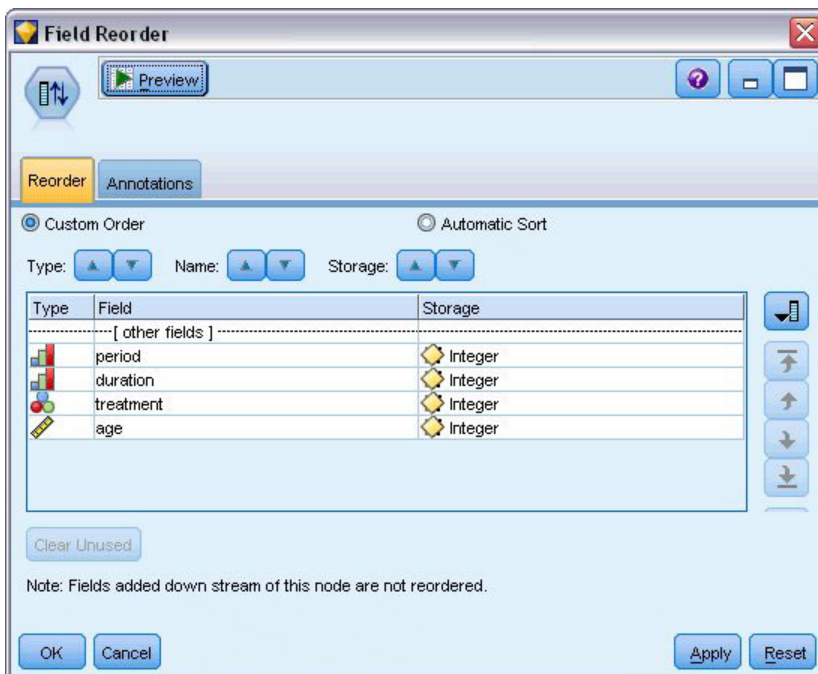 Field Reorder
Preview
Reorder Annotations
Custom Order Automatic Sort
Type: Name: Storage:
Type Field Storage
[ other fields ]
period Integer
duration Integer
treatment Integer
age Integer
Clear Unused
Note: Fields added down stream of this node are not reordered.
OK Cancel Apply Reset